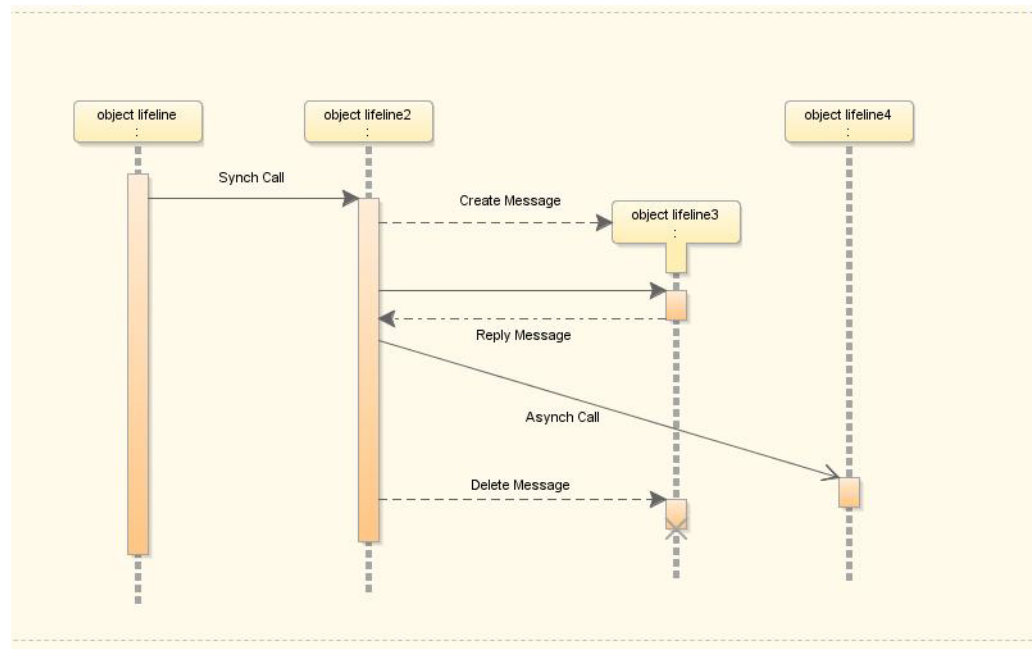 object lifeline
:
object lifeline2
:
object lifeline4
:
Synch Call
Create Message
object lifeline3
:
Reply Message
Asynch Call
Delete Message